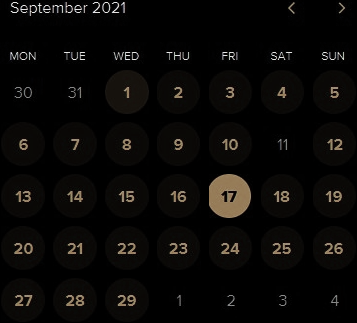 September 2021
MON TUE WED THU FRI SAT SUN
30 31 1 2 3 4 5
6 7 8 9 10 11 12
13 14 15 16 17 18 19
20 21 22 23 24 25 26
27 28 29 1 2 3 4